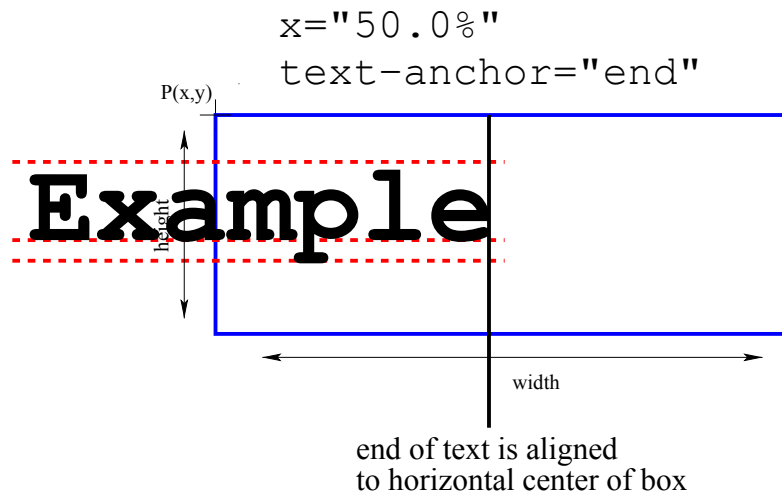 x="50.0%"
text-anchor="end"
P(x,y)
Example
height
width
end of text is aligned
to horizontal center of box